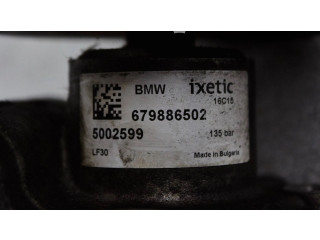 BMW ixetic
16C15
679886502
5002599 135 bar
LF30 Made in Bulgaria